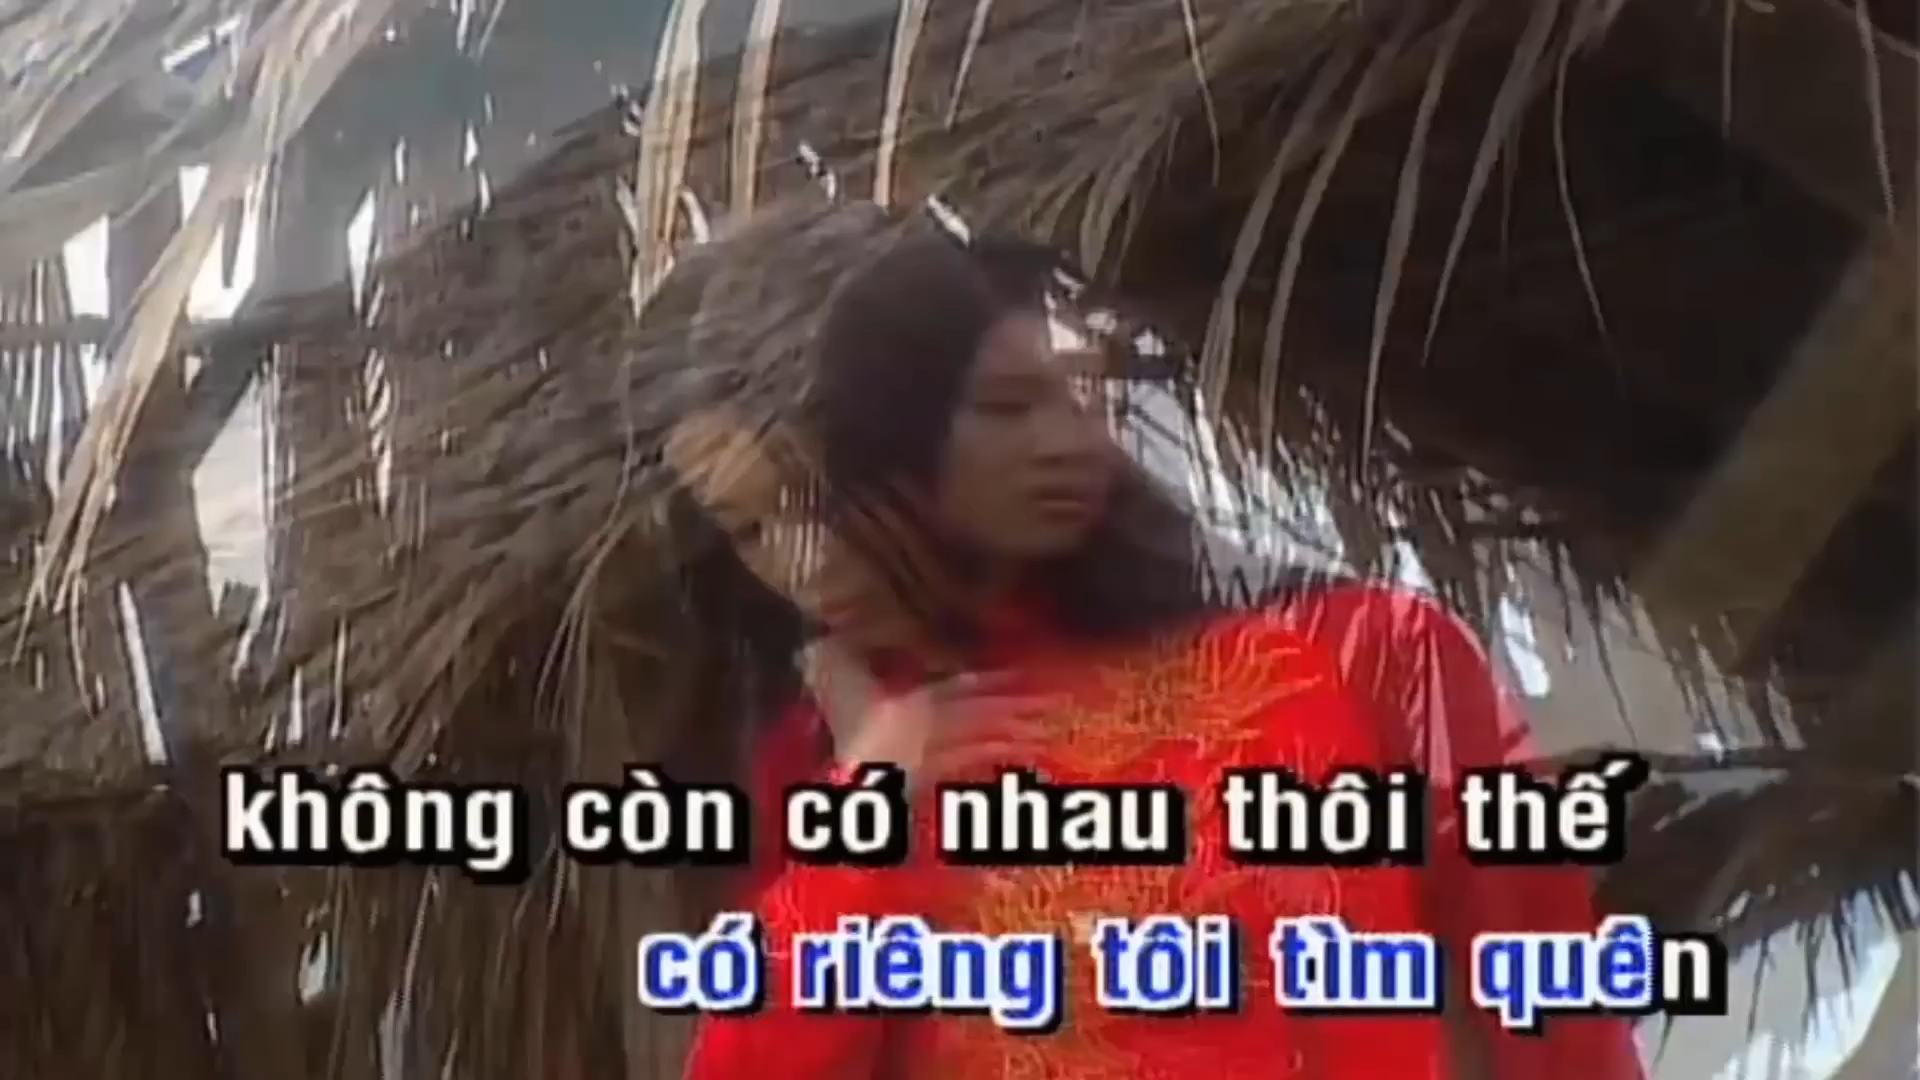 không còn có nhau thôi thế
có riêng tôi tìm quên